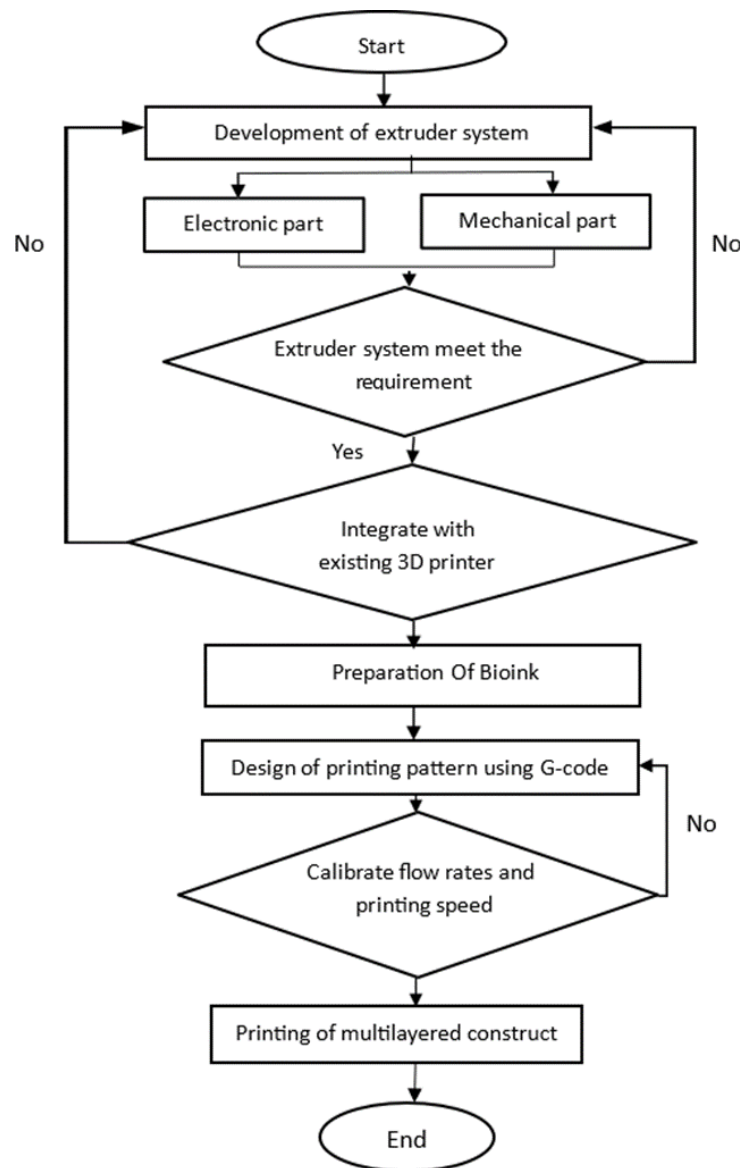 Start
Development of extruder system
Electronic part
Mechanical part
No
No
Extruder system meet the
requirement
Yes
Integrate with
existing 3D printer
Preparation Of Bioink
Design of printing pattern using G-code
No
Calibrate flow rates and
printing speed
Printing of multilayered construct
End